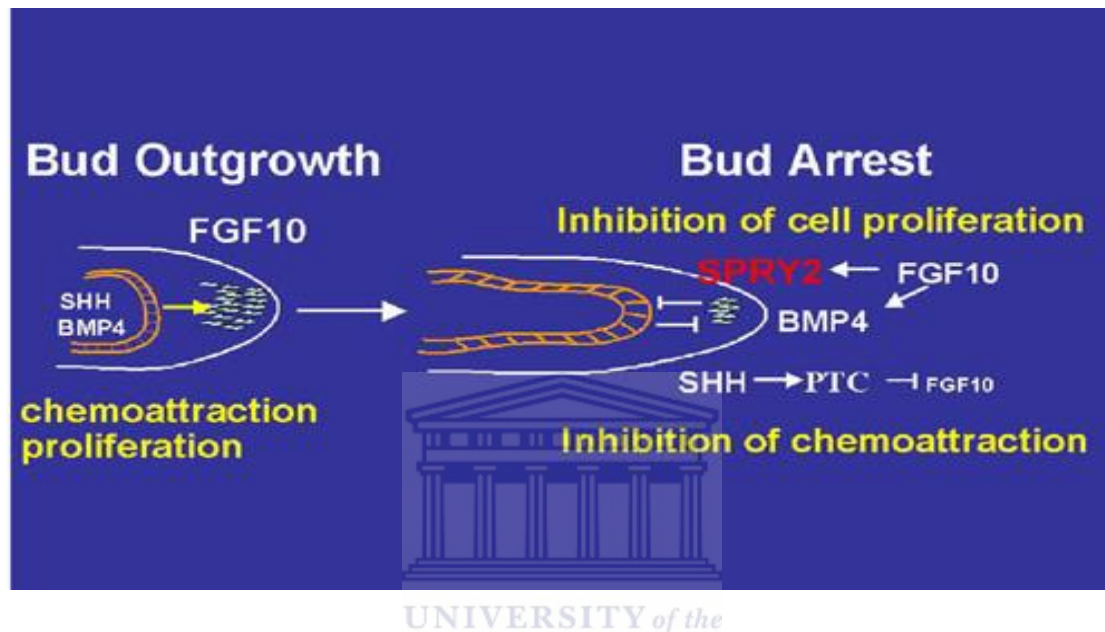 Bud Outgrowth
FGF10
SHH
BMP4
chemoattraction
proliferation
Bud Arrest
Inhibition of cell proliferation
SPRY2 ← FGF10
BMP4
SHH → PTC ⊣ FGF10
Inhibition of chemoattraction
UNIVERSITY of the